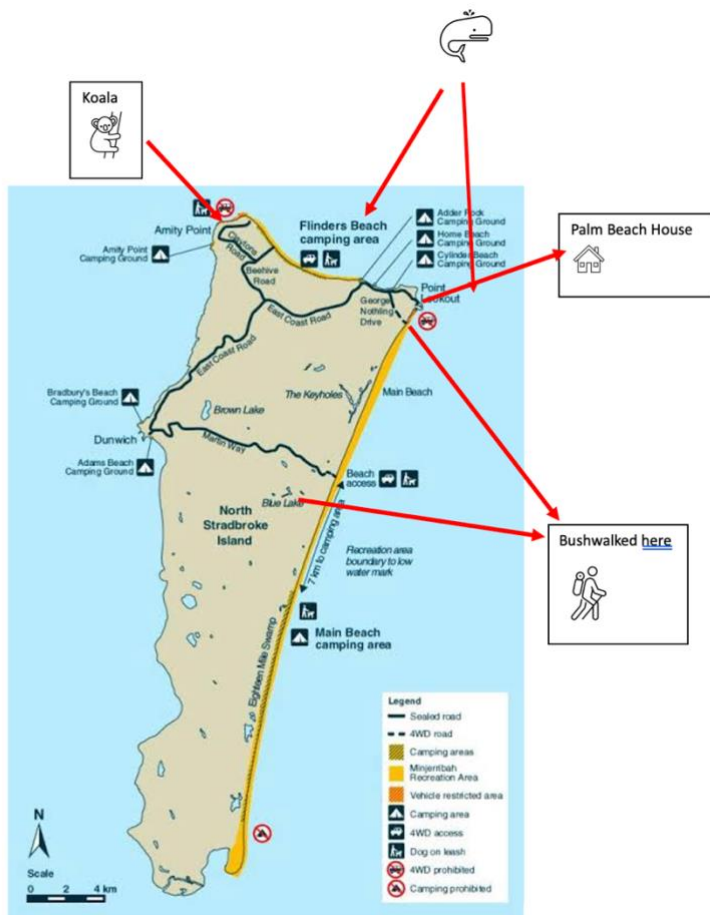 Koala
Palm Beach House
Amity Point
Amity Point
Camping Ground
Claytons
Road
Beehive
Road
Flinders Beach
camping area
Adder Rock
Camping Ground
Home Beach
Camping Ground
Cylinder Beach
Camping Ground
Point
Lookout
George
Nothling
Drive
East Coast Road
East Coast Road
The Keyholes
Main Beach
Bradbury's Beach
Camping Ground
Brown Lake
Dunwich
Martin Way
Adams Beach
Camping Ground
Beach
access
Blue Lake
North
Stradbroke
Island
7 km to camping area
Recreation area
boundary to low
water mark
Bushwalked here
Main Beach
camping area
Eighteen Mile Swamp
Legend
Sealed road
4WD road
Camping areas
Minjerribah
Recreation Area
Vehicle restricted area
Camping area
4WD access
Dog on leash
4WD prohibited
Camping prohibited
N
Scale
0 2 4 km